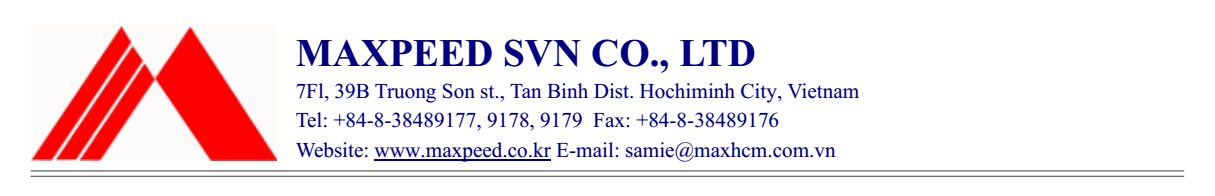 MAXPEED SVN CO., LTD
7Fl, 39B Truong Son st., Tan Binh Dist. Hochiminh City, Vietnam
Tel: +84-8-38489177, 9178, 9179 Fax: +84-8-38489176
Website: www.maxpeed.co.kr E-mail: samie@maxhcm.com.vn